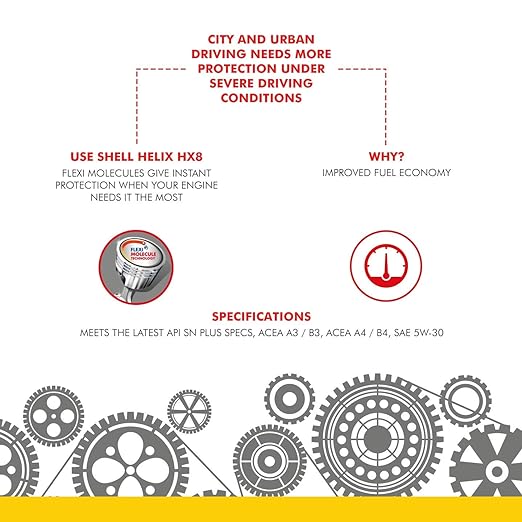 CITY AND URBAN
DRIVING NEEDS MORE
PROTECTION UNDER
SEVERE DRIVING
CONDITIONS
USE SHELL HELIX HX8
FLEXI MOLECULES GIVE INSTANT
PROTECTION WHEN YOUR ENGINE
NEEDS IT THE MOST
WHY?
IMPROVED FUEL ECONOMY
FLEXI
MOLECULE
TECHNOLOGY
SPECIFICATIONS
MEETS THE LATEST API SN PLUS SPECS, ACEA A3 / B3, ACEA A4 / B4, SAE 5W-30